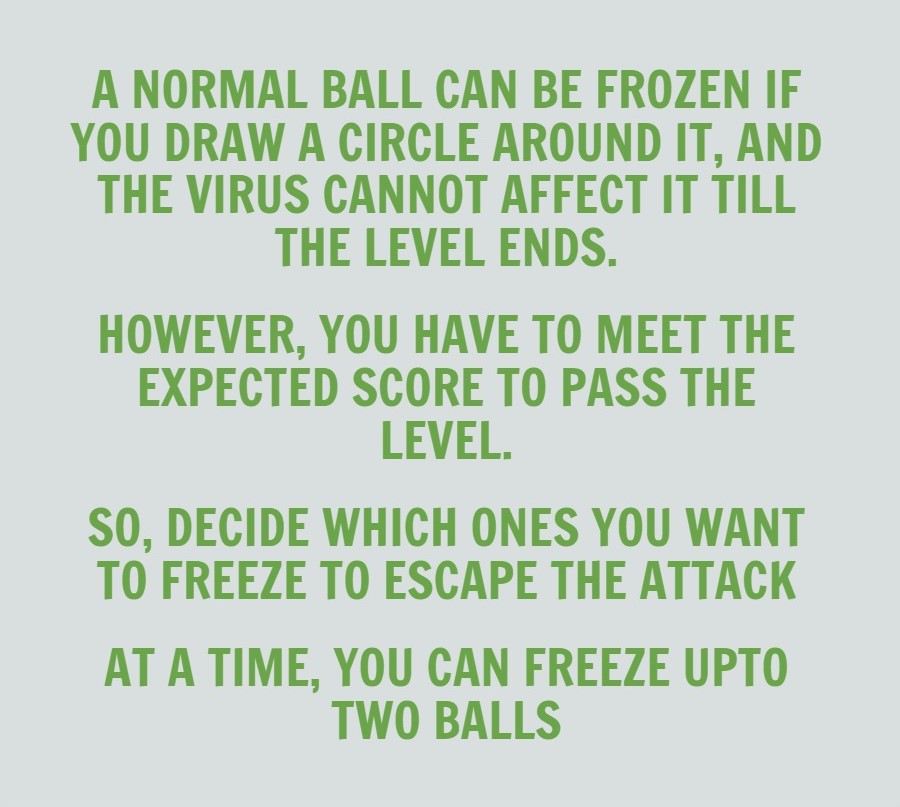 A NORMAL BALL CAN BE FROZEN IF
YOU DRAW A CIRCLE AROUND IT, AND
THE VIRUS CANNOT AFFECT IT TILL
THE LEVEL ENDS.
HOWEVER, YOU HAVE TO MEET THE
EXPECTED SCORE TO PASS THE
LEVEL.
SO, DECIDE WHICH ONES YOU WANT
TO FREEZE TO ESCAPE THE ATTACK
AT A TIME, YOU CAN FREEZE UPTO
TWO BALLS